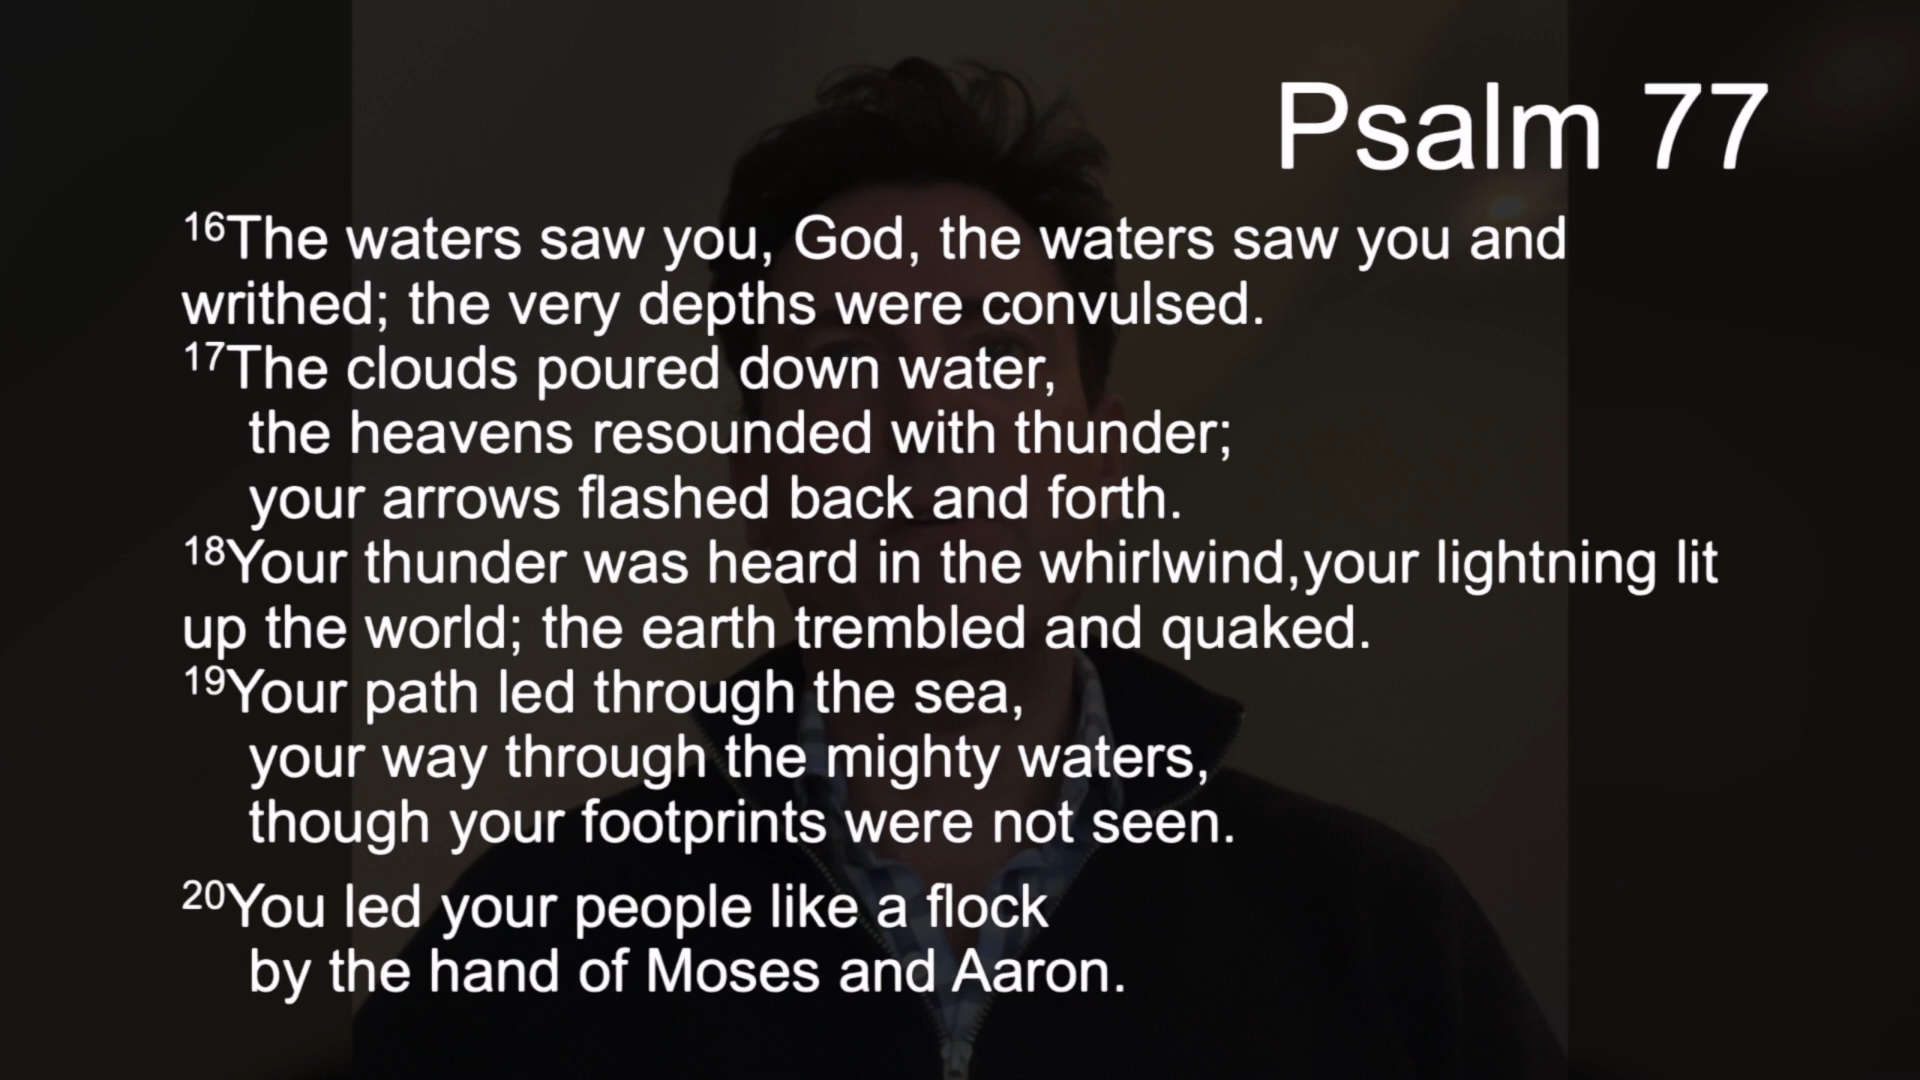 Psalm 77
16The waters saw you, God, the waters saw you and
writhed; the very depths were convulsed.
17The clouds poured down water,
the heavens resounded with thunder;
your arrows flashed back and forth.
18Your thunder was heard in the whirlwind,your lightning lit
up the world; the earth trembled and quaked.
19Your path led through the sea,
your way through the mighty waters,
though your footprints were not seen.
20You led your people like a flock
by the hand of Moses and Aaron.